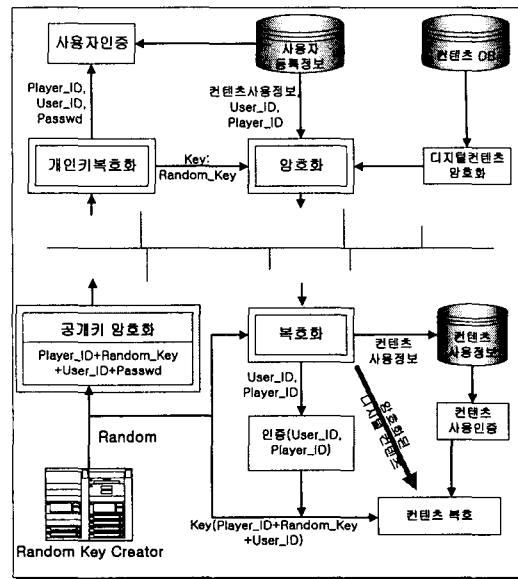 사용자인증
사용자
등록정보
컨텐츠 DB
Player_ID,
User_ID,
Passwd
컨텐츠사용정보,
User_ID,
Player_ID
개인키복호화
Key:
Random_Key
암호화
디지털컨텐츠
암호화
공개키 암호화
Player_ID+Random_Key
+User_ID+Passwd
복호화
컨텐츠
사용정보
컨텐츠
사용정보
User_ID,
Player_ID
암호화된
디지털 컨텐츠
컨텐츠
사용인증
Random
인증(User_ID,
Player_ID)
Key(Player_ID+Random_Key
+User_ID)
컨텐츠 복호
Random Key Creator